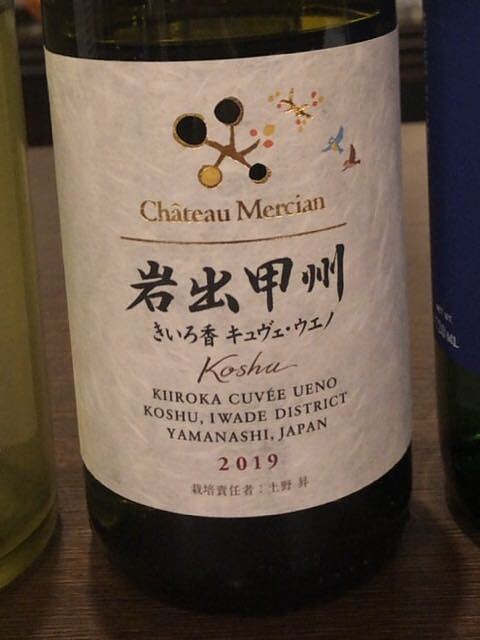 Château Mercian
岩出甲州
きいろ香 キュヴェ・ウエノ
Koshu
KIIROKA CUVÉE UENO
KOSHU, IWADE DISTRICT
YAMANASHI, JAPAN
2019
栽培責任者：上野 昇